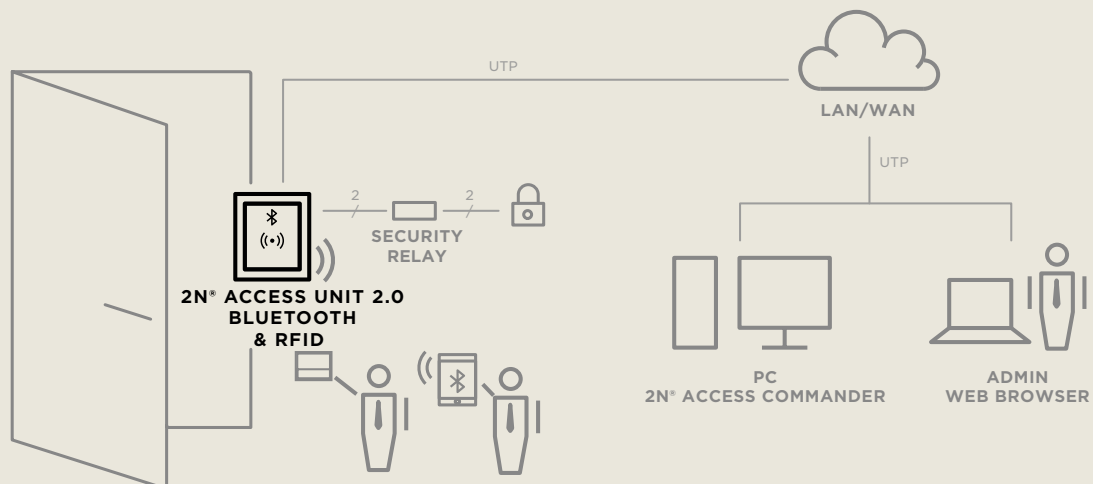 UTP
LAN/WAN
UTP
2
2
SECURITY
RELAY
2N® ACCESS UNIT 2.0
BLUETOOTH
& RFID
PC
2N® ACCESS COMMANDER
ADMIN
WEB BROWSER